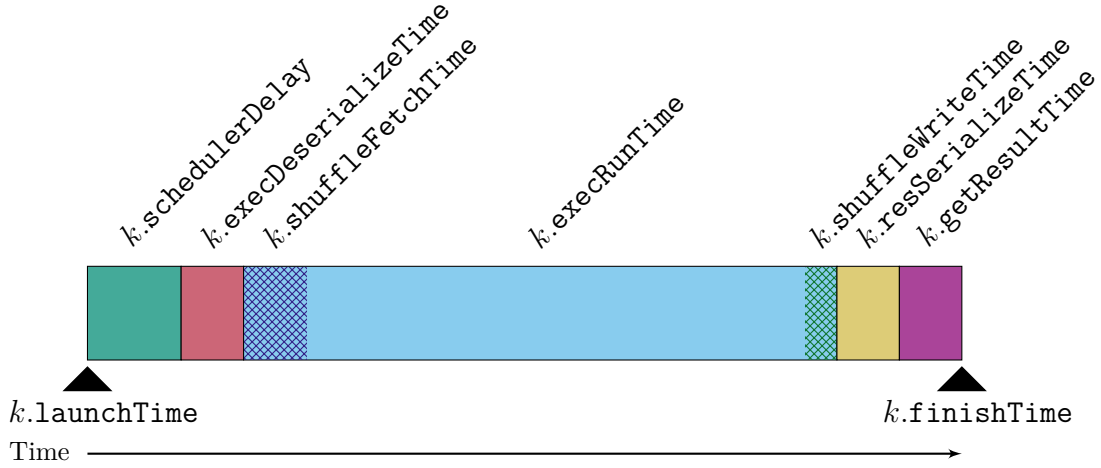 k.schedulerDelay
k.execDeserializeTime
k.shuffleFetchTime
k.execRunTime
k.shuffleWriteTime
k.resSerializeTime
k.getResultTime
k.launchTime
k.finishTime
Time